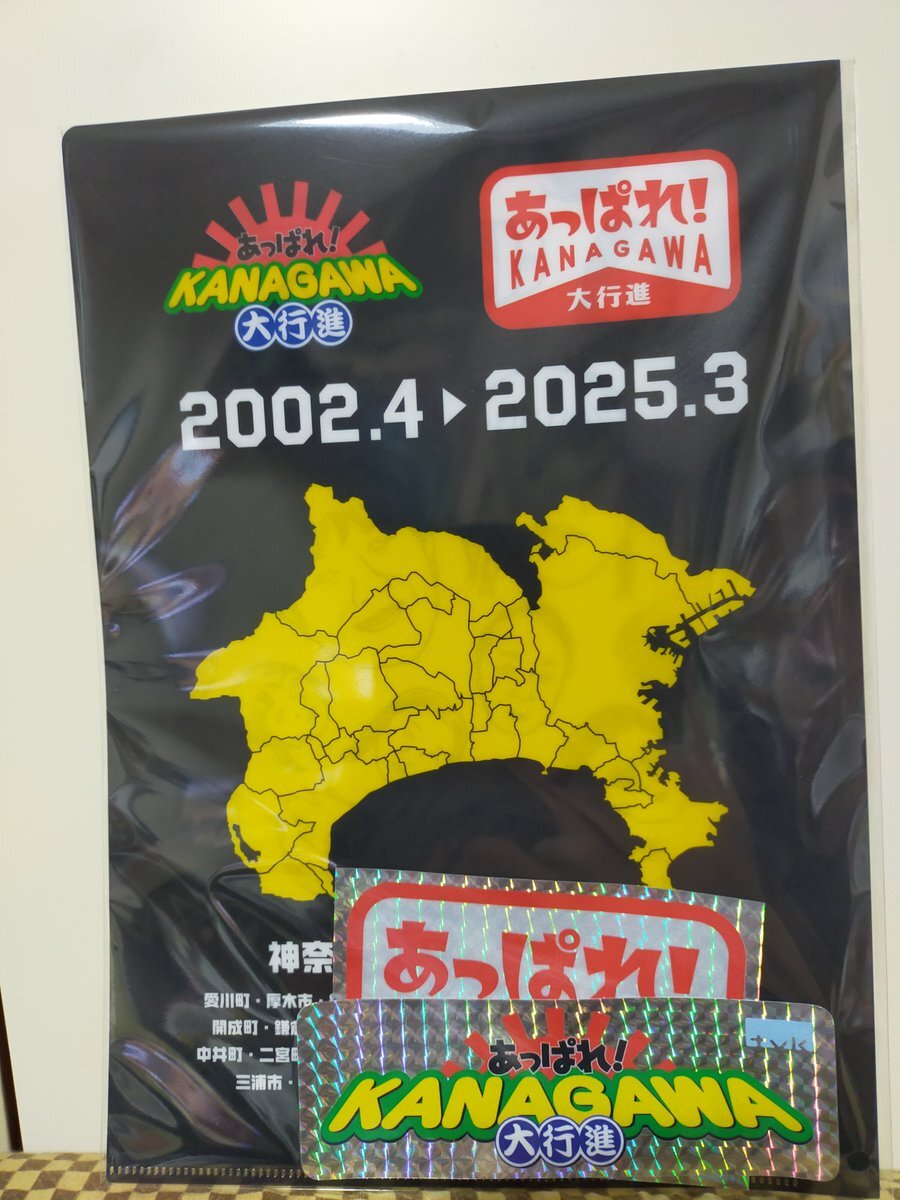 あっぱれ!
KANAGAWA
大行進
あっぱれ!
KANAGAWA
大行進
2002.4▶2025.3
神奈
愛川町・厚木市・
開成町・鎌倉
中井町・二宮町
三浦市・
あっぱれ!
あっぱれ!
tvk
KANAGAWA
大行進